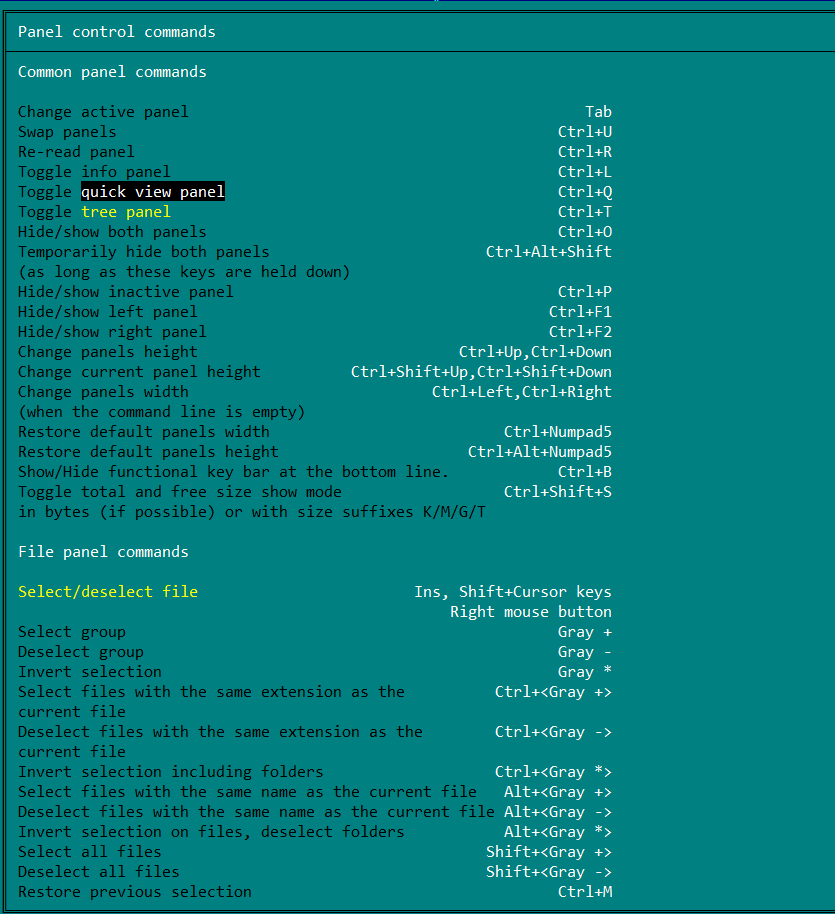 Panel control commands
Common panel commands
Change active panel Tab
Swap panels Ctrl+U
Re-read panel Ctrl+R
Toggle info panel Ctrl+L
Toggle quick view panel Ctrl+Q
Toggle tree panel Ctrl+T
Hide/show both panels Ctrl+O
Temporarily hide both panels Ctrl+Alt+Shift
(as long as these keys are held down)
Hide/show inactive panel Ctrl+P
Hide/show left panel Ctrl+F1
Hide/show right panel Ctrl+F2
Change panels height Ctrl+Up,Ctrl+Down
Change current panel height Ctrl+Shift+Up,Ctrl+Shift+Down
Change panels width Ctrl+Left,Ctrl+Right
(when the command line is empty)
Restore default panels width Ctrl+Numpad5
Restore default panels height Ctrl+Alt+Numpad5
Show/Hide functional key bar at the bottom line. Ctrl+B
Toggle total and free size show mode Ctrl+Shift+S
in bytes (if possible) or with size suffixes K/M/G/T
File panel commands
Select/deselect file Ins, Shift+Cursor keys
Right mouse button
Select group Gray +
Deselect group Gray -
Invert selection Gray *
Select files with the same extension as the Ctrl+<Gray +>
current file
Deselect files with the same extension as the Ctrl+<Gray ->
current file
Invert selection including folders Ctrl+<Gray *>
Select files with the same name as the current file Alt+<Gray +>
Deselect files with the same name as the current file Alt+<Gray ->
Invert selection on files, deselect folders Alt+<Gray *>
Select all files Shift+<Gray +>
Deselect all files Shift+<Gray ->
Restore previous selection Ctrl+M